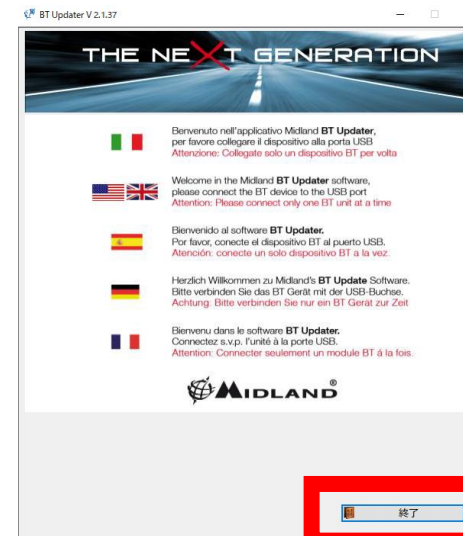 BT Updater V 2.1.37
THE NEXT GENERATION
Benvenuto nell'applicativo Midland BT Updater,
per favore collegare il dispositivo alla porta USB
Attenzione: Collegate solo un dispositivo BT per volta
Welcome in the Midland BT Updater software,
please connect the BT device to the USB port
Attention: Please connect only one BT unit at a time
Bienvenido al software BT Updater.
Por favor, conecte el dispositivo BT al puerto USB.
Atención: conecte un solo dispositivo BT a la vez.
Herzlich Willkommen zu Midland's BT Update Software.
Bitte verbinden Sie das BT Gerät mit der USB-Buchse.
Achtung: Bitte verbinden Sie nur ein BT Gerät zur Zeit
Bienvenu dans le software BT Updater.
Connectez s.v.p. l'unité à la porte USB.
Attention: Connecter seulement un module BT á la fois.
MIDLAND®
終了